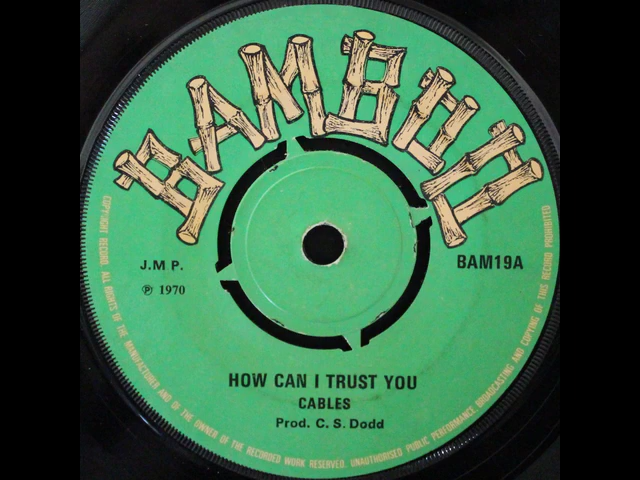 BAMBOO
J.M P.
℗ 1970
BAM19A
HOW CAN I TRUST YOU
CABLES
Prod. C. S. Dodd
COPYRIGHT RECORD. ALL RIGHTS OF THE MANUFACTURER AND OF THE OWNER OF THE RECORDED WORK RESERVED. UNAUTHORISED PUBLIC PERFORMANCE BROADCASTING AND COPYING OF THIS RECORD PROHIBITED